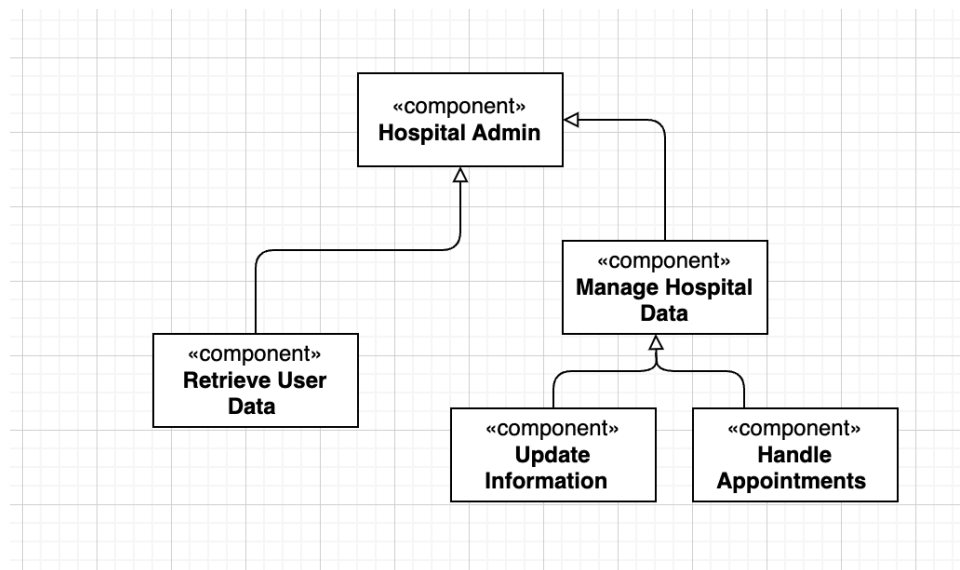 «component»
Hospital Admin
«component»
Manage Hospital
Data
«component»
Retrieve User
Data
«component»
Update
Information
«component»
Handle
Appointments